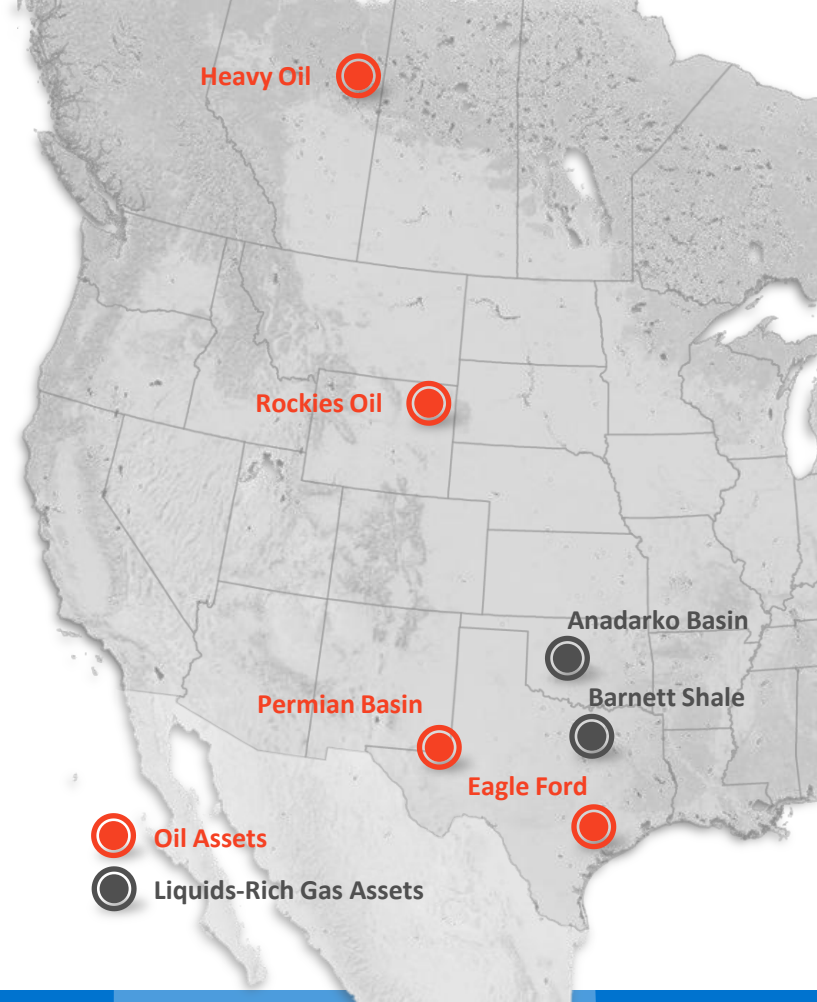 Heavy Oil
Rockies Oil
Anadarko Basin
Barnett Shale
Permian Basin
Eagle Ford
Oil Assets
Liquids-Rich Gas Assets